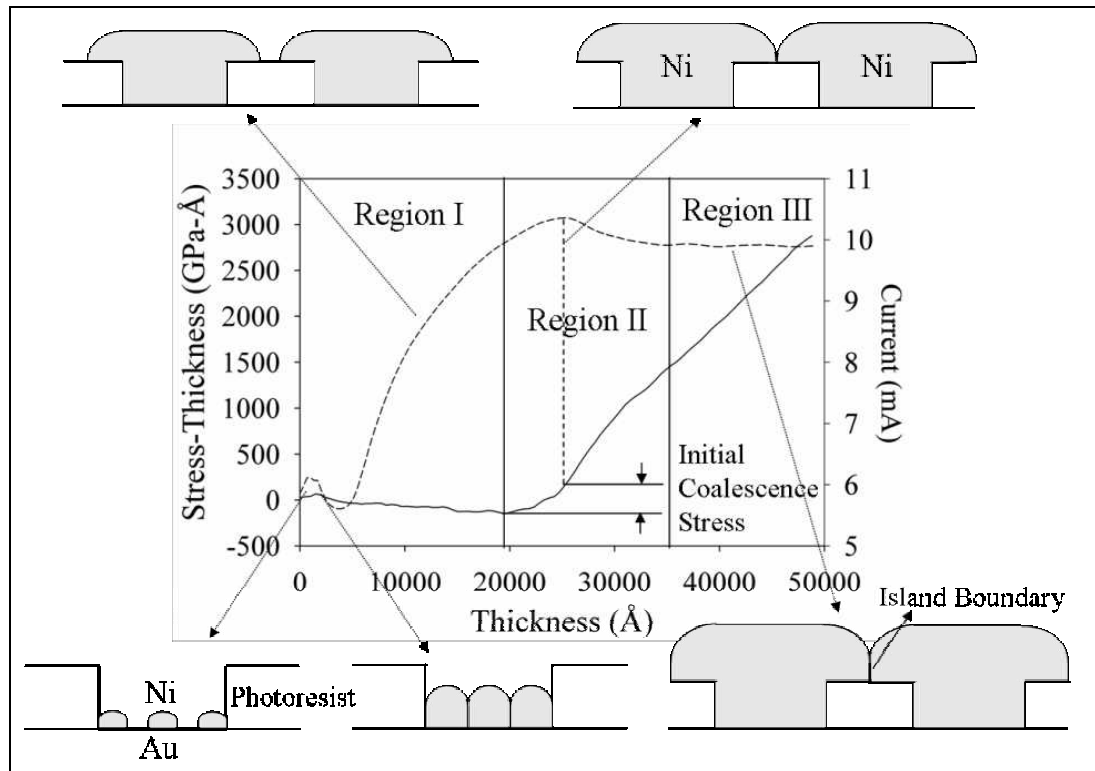 Ni Ni
3500
3000
2500
2000
1500
1000
500
0
-500
Stress-Thickness (GPa-Å)
Region I
Region II
Region III
11
10
9
8
7
6
5
Current (mA)
Initial
Coalescence
Stress
0 10000 20000 30000 40000 50000
Thickness (Å)
Island Boundary
Ni
Photoresist
Au